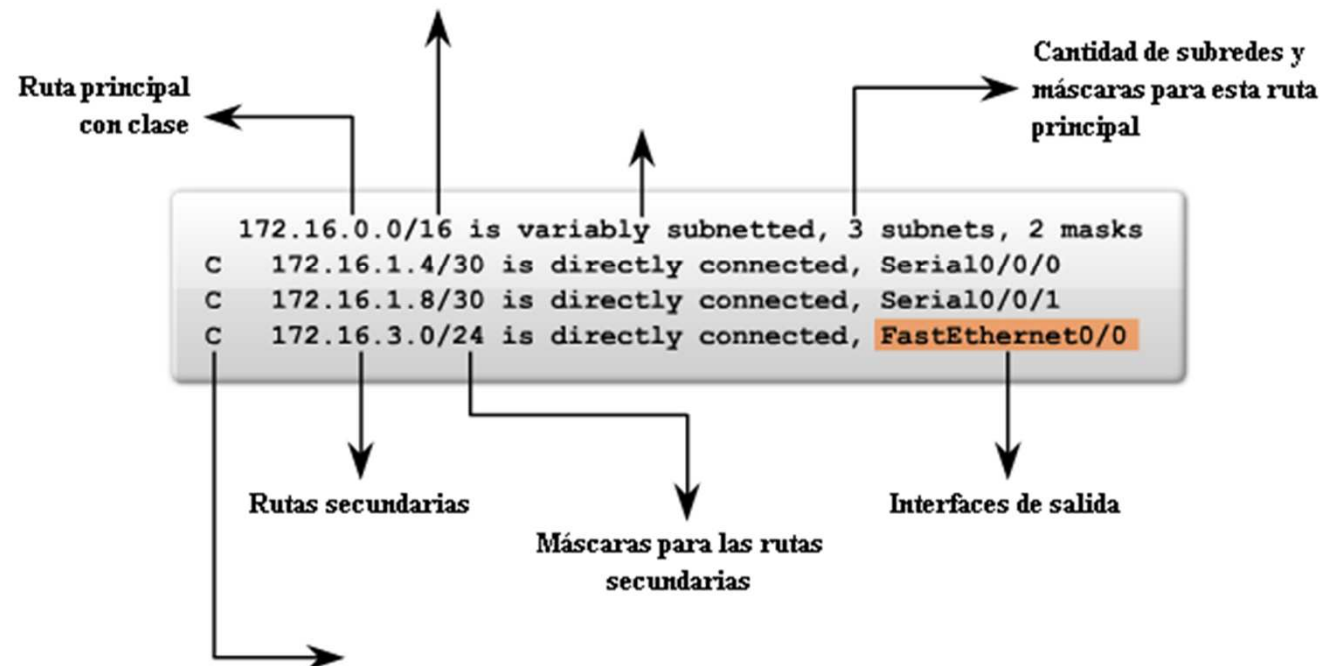 Ruta principal
con clase
Cantidad de subredes y
máscaras para esta ruta
principal
172.16.0.0/16 is variably subnetted, 3 subnets, 2 masks
C 172.16.1.4/30 is directly connected, Serial0/0/0
C 172.16.1.8/30 is directly connected, Serial0/0/1
C 172.16.3.0/24 is directly connected, FastEthernet0/0
Rutas secundarias
Interfaces de salida
Máscaras para las rutas
secundarias